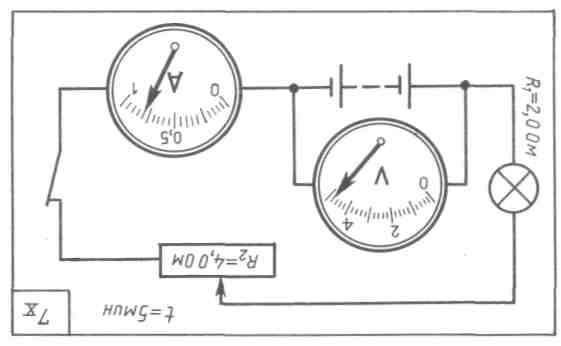 t=5мин
7X
R₂=4,0 Ом
0 2 4
V
0 0,5 1
A
R₁=2,0 Ом